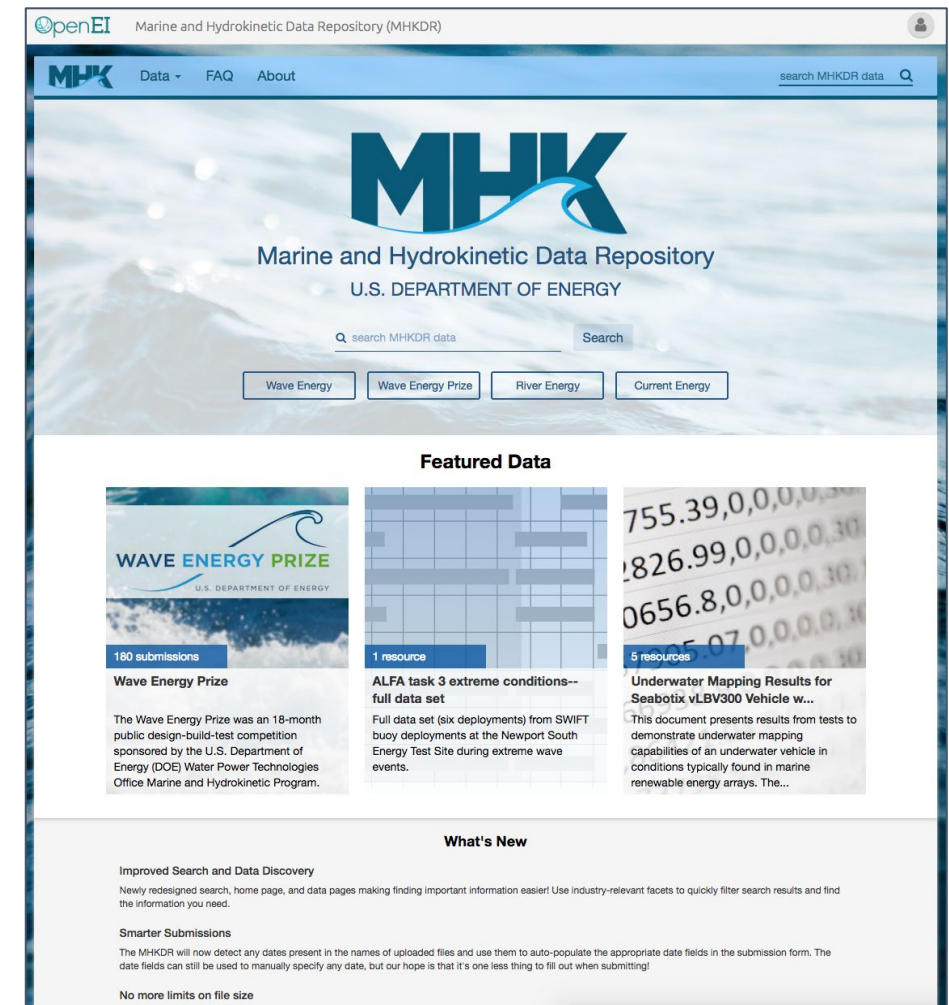 OpenEI Marine and Hydrokinetic Data Repository (MHKDR)
MHK Data FAQ About search MHKDR data
MHK
Marine and Hydrokinetic Data Repository
U.S. DEPARTMENT OF ENERGY
search MHKDR data Search
Wave Energy Wave Energy Prize River Energy Current Energy
Featured Data
WAVE ENERGY PRIZE
U.S. DEPARTMENT OF ENERGY
180 submissions
Wave Energy Prize
The Wave Energy Prize was an 18-month
public design-build-test competition
sponsored by the U.S. Department of
Energy (DOE) Water Power Technologies
Office Marine and Hydrokinetic Program.
1 resource
ALFA task 3 extreme conditions--
full data set
Full data set (six deployments) from SWIFT
buoy deployments at the Newport South
Energy Test Site during extreme wave
events.
755.39,0,0,0,0,30.
2826.99,0,0,0,0,30.
0656.8,0,0,0,0,30.
5 resources
Underwater Mapping Results for
Seabotix vLBV300 Vehicle w...
This document presents results from tests to
demonstrate underwater mapping
capabilities of an underwater vehicle in
conditions typically found in marine
renewable energy arrays. The...
What's New
Improved Search and Data Discovery
Newly redesigned search, home page, and data pages making finding important information easier! Use industry-relevant facets to quickly filter search results and find
the information you need.
Smarter Submissions
The MHKDR will now detect any dates present in the names of uploaded files and use them to auto-populate the appropriate date fields in the submission form. The
date fields can still be used to manually specify any date, but our hope is that it's one less thing to fill out when submitting!
No more limits on file size